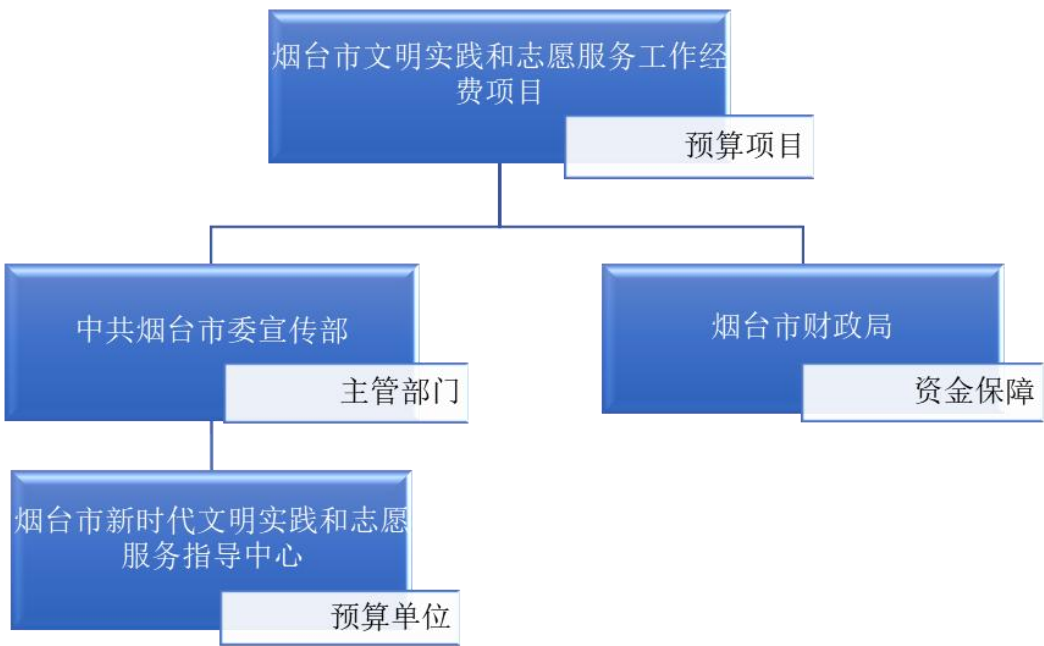 烟台市文明实践和志愿服务工作经
费项目
预算项目
中共烟台市委宣传部
主管部门
烟台市财政局
资金保障
烟台市新时代文明实践和志愿
服务指导中心
预算单位